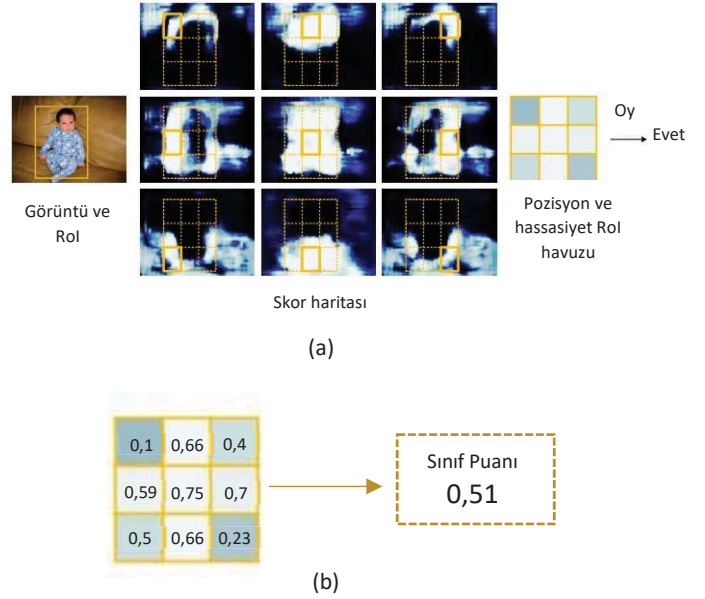 Görüntü ve
RoI
Skor haritası
Oy
Evet
Pozisyon ve
hassasiyet RoI
havuzu
(a)
0,1 0,66 0,4
0,59 0,75 0,7
0,5 0,66 0,23
Sınıf Puanı
0,51
(b)